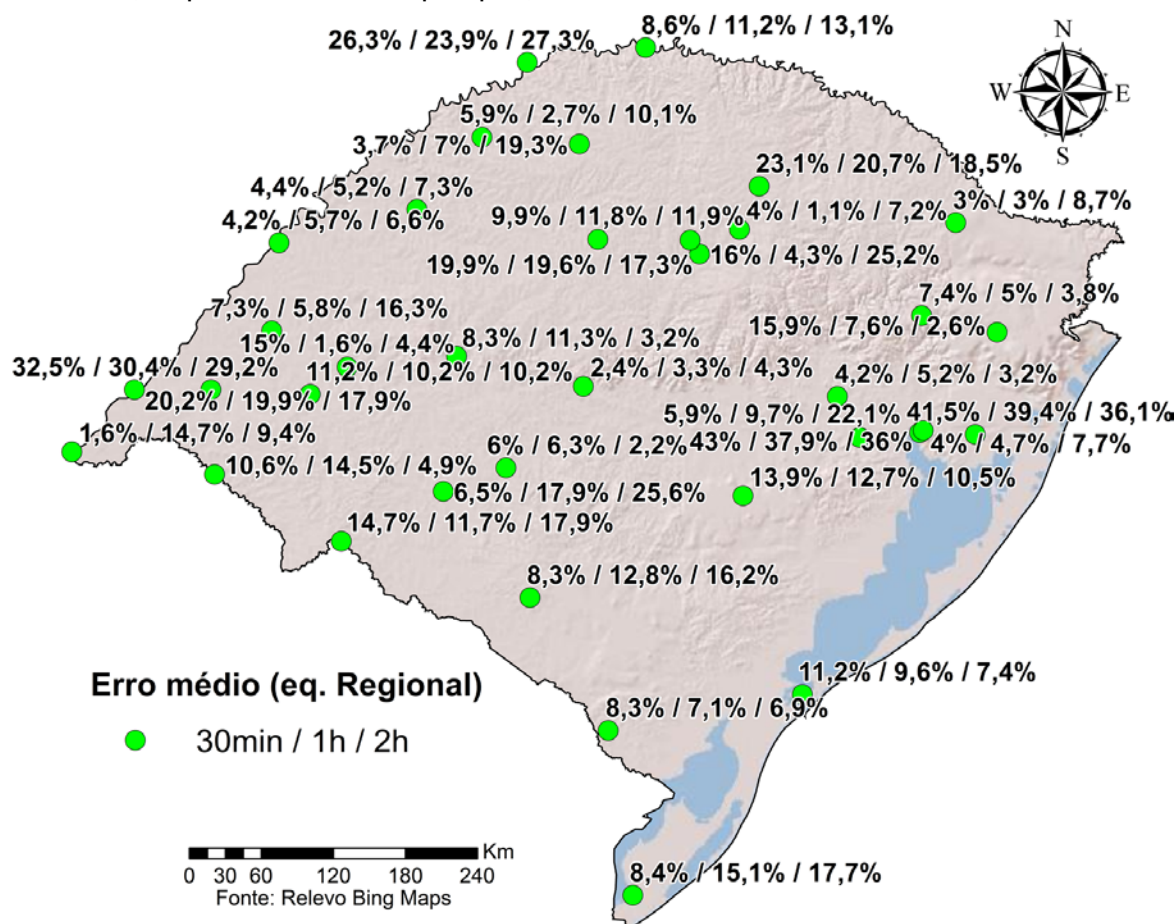 8,6% / 11,2% / 13,1%
26,3% / 23,9% / 27,3%
N
W
E
S
5,9% / 2,7% / 10,1%
3,7% / 7% / 19,3%
23,1% / 20,7% / 18,5%
4,4% / 5,2% / 7,3%
4,2% / 5,7% / 6,6%
9,9% / 11,8% / 11,9%
4% / 1,1% / 7,2%
3% / 3% / 8,7%
19,9% / 19,6% / 17,3%
16% / 4,3% / 25,2%
7,3% / 5,8% / 16,3%
7,4% / 5% / 3,8%
15,9% / 7,6% / 2,6%
15% / 1,6% / 4,4%
8,3% / 11,3% / 3,2%
32,5% / 30,4% / 29,2%
11,2% / 10,2% / 10,2%
2,4% / 3,3% / 4,3%
4,2% / 5,2% / 3,2%
20,2% / 19,9% / 17,9%
5,9% / 9,7% / 22,1%
41,5% / 39,4% / 36,1%
1,6% / 14,7% / 9,4%
6% / 6,3% / 2,2%
43% / 37,9% / 36%
4% / 4,7% / 7,7%
10,6% / 14,5% / 4,9%
6,5% / 17,9% / 25,6%
13,9% / 12,7% / 10,5%
14,7% / 11,7% / 17,9%
8,3% / 12,8% / 16,2%
Erro médio (eq. Regional)
30min / 1h / 2h
11,2% / 9,6% / 7,4%
8,3% / 7,1% / 6,9%
Km
0 30 60 120 180 240
Fonte: Relevo Bing Maps
8,4% / 15,1% / 17,7%